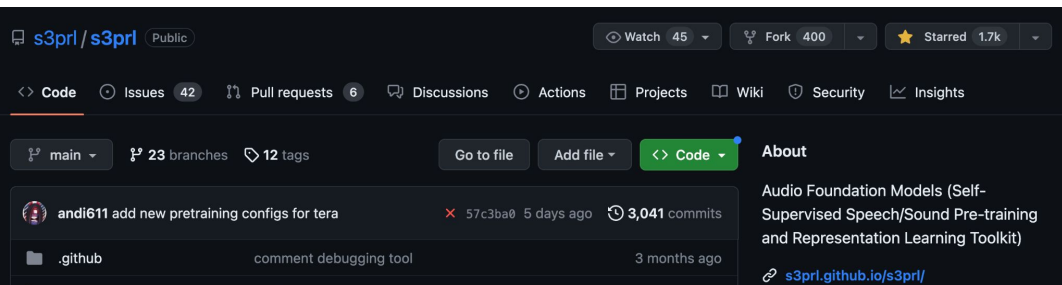 s3prl / s3prl Public
Watch 45 Fork 400 Starred 1.7k
<> Code Issues 42 Pull requests 6 Discussions Actions Projects Wiki Security Insights
main 23 branches 12 tags Go to file Add file <> Code
andi611 add new pretraining configs for tera 57c3ba0 5 days ago 3,041 commits
.github comment debugging tool 3 months ago
About
Audio Foundation Models (Self-
Supervised Speech/Sound Pre-training
and Representation Learning Toolkit)
s3prl.github.io/s3prl/